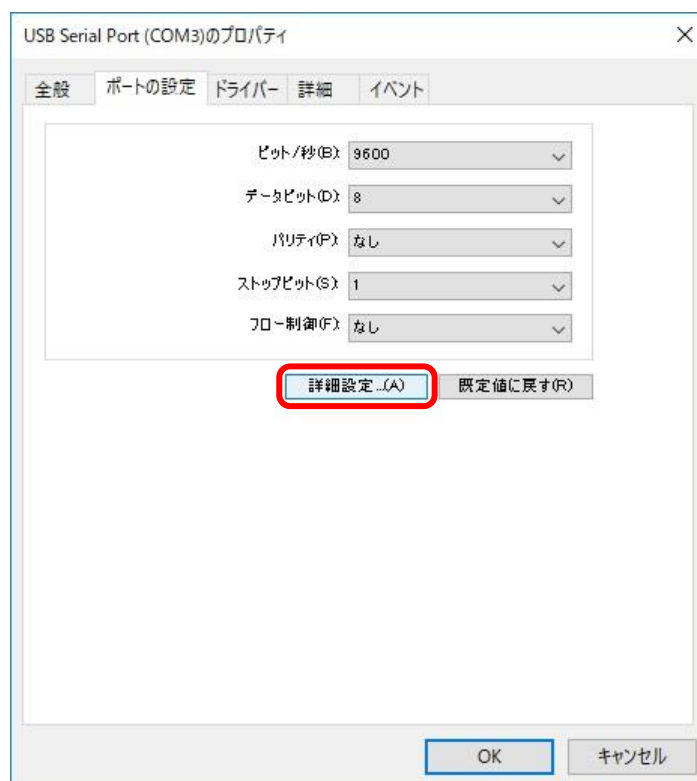 USB Serial Port (COM3)のプロパティ
全般 ポートの設定 ドライバー 詳細 イベント
ビット/秒(B): 9600
データビット(D): 8
パリティ(P): なし
ストップビット(S): 1
フロー制御(F): なし
詳細設定...(A) 既定値に戻す(R)
OK キャンセル